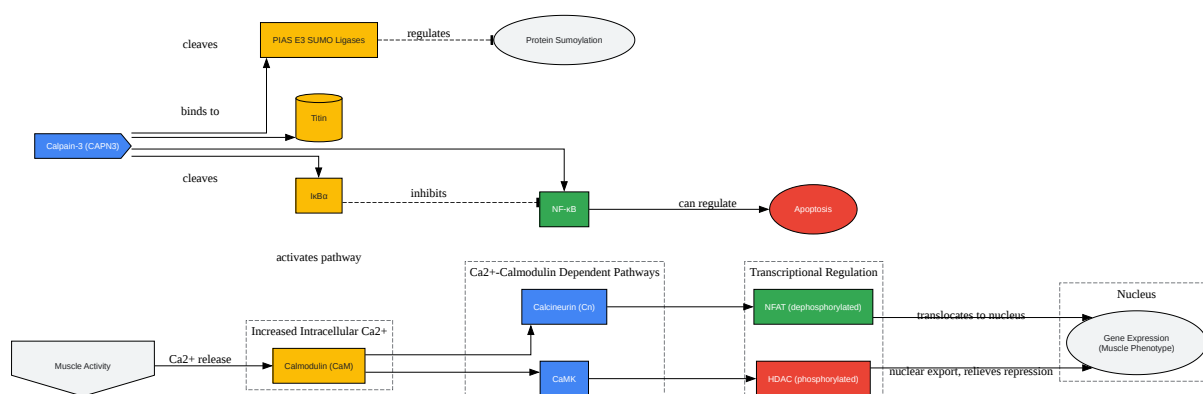 cleaves
PIAS E3 SUMO Ligases
regulates
Protein Sumoylation
binds to
Titin
Calpain-3 (CAPN3)
cleaves
IκBα
inhibits
NF-κB
can regulate
Apoptosis
activates pathway
Ca2+-Calmodulin Dependent Pathways
Transcriptional Regulation
Nucleus
Calcineurin (Cn)
NFAT (dephosphorylated)
translocates to nucleus
Increased Intracellular Ca2+
Gene Expression
(Muscle Phenotype)
Muscle Activity
Ca2+ release
Calmodulin (CaM)
CaMK
HDAC (phosphorylated)
nuclear export, relieves repression